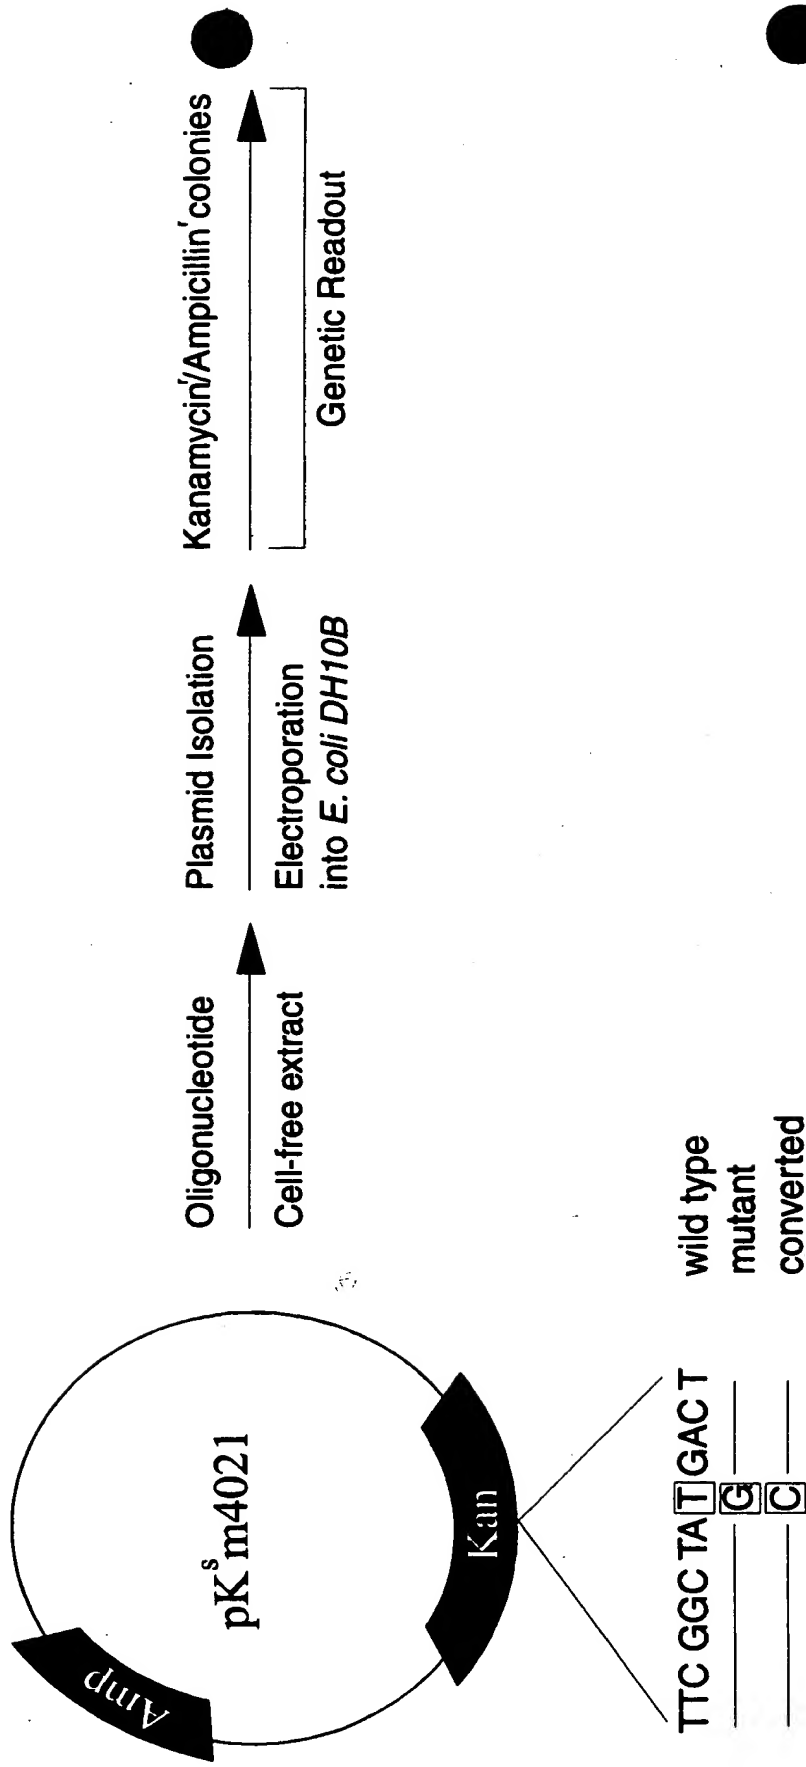 Amp
pKˢm4021
Kan
TTC GGC TA T GAC T wild type
G mutant
C converted
Oligonucleotide
Cell-free extract
Plasmid Isolation
Electroporation
into E. coli DH10B
Kanamycinʳ/Ampicillinʳ colonies
Genetic Readout